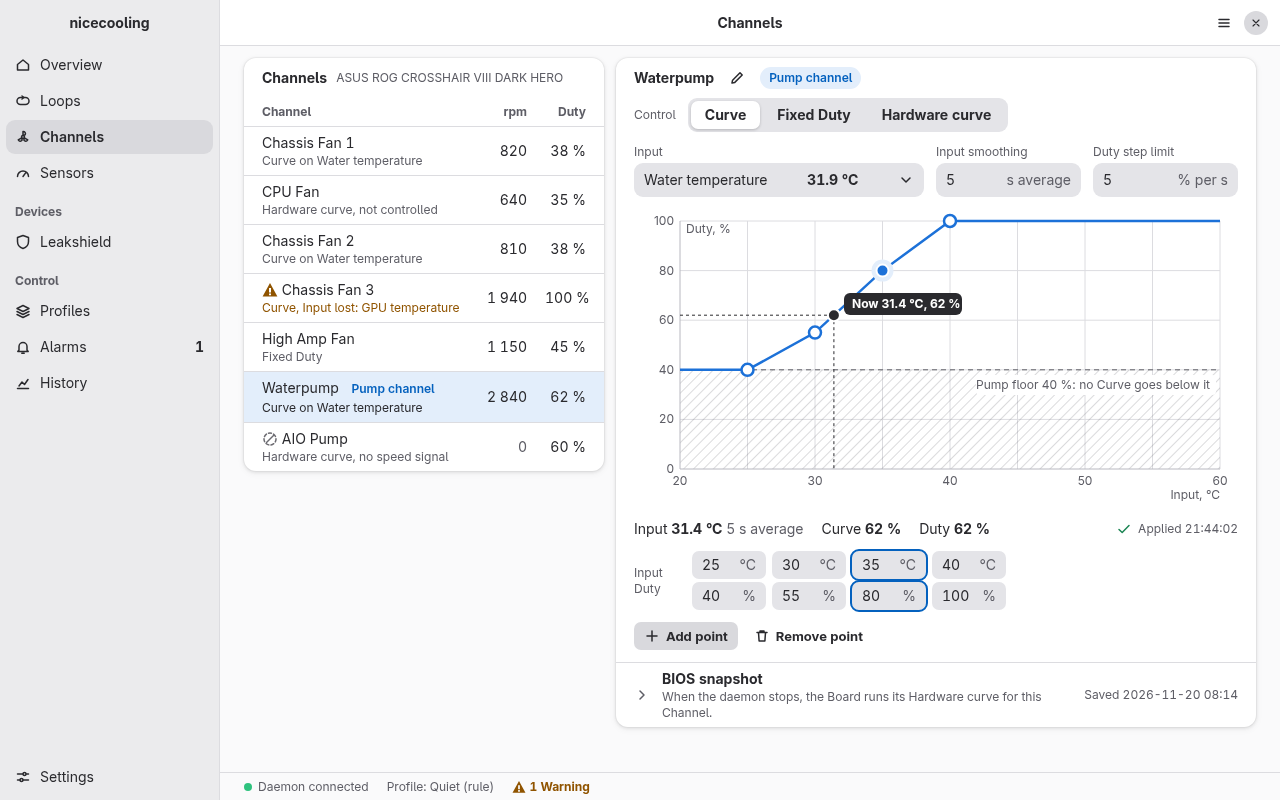 nicecooling
Channels
Overview
Loops
Channels
Sensors
Devices
Leakshield
Control
Profiles
Alarms 1
History
Settings
Channels ASUS ROG CROSSHAIR VIII DARK HERO
Channel rpm Duty
Chassis Fan 1
Curve on Water temperature
820 38 %
CPU Fan
Hardware curve, not controlled
640 35 %
Chassis Fan 2
Curve on Water temperature
810 38 %
Chassis Fan 3
Curve, Input lost: GPU temperature
1 940 100 %
High Amp Fan
Fixed Duty
1 150 45 %
Waterpump Pump channel
Curve on Water temperature
2 840 62 %
AIO Pump
Hardware curve, no speed signal
0 60 %
Waterpump Pump channel
Control Curve Fixed Duty Hardware curve
Input Input smoothing Duty step limit
Water temperature 31.9 °C 5 s average 5 % per s
100
Duty, %
80
Now 31.4 °C, 62 %
60
40
Pump floor 40 %: no Curve goes below it
20
0
20 30 40 50 60
Input, °C
Input 31.4 °C 5 s average Curve 62 % Duty 62 % Applied 21:44:02
Input 25 °C 30 °C 35 °C 40 °C
Duty 40 % 55 % 80 % 100 %
Add point Remove point
BIOS snapshot
When the daemon stops, the Board runs its Hardware curve for this
Channel.
Saved 2026-11-20 08:14
Daemon connected Profile: Quiet (rule) 1 Warning